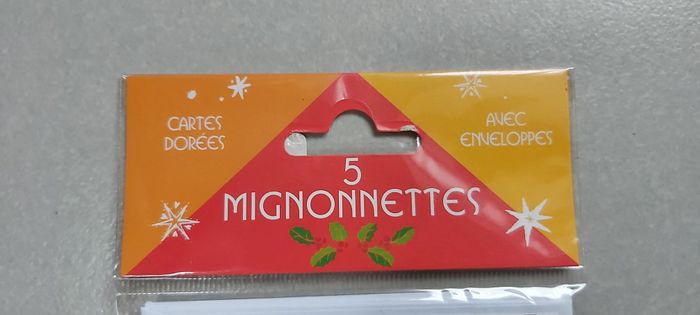 CARTES
DORÉES
AVEC
ENVELOPPES
5
MIGNONNETTES